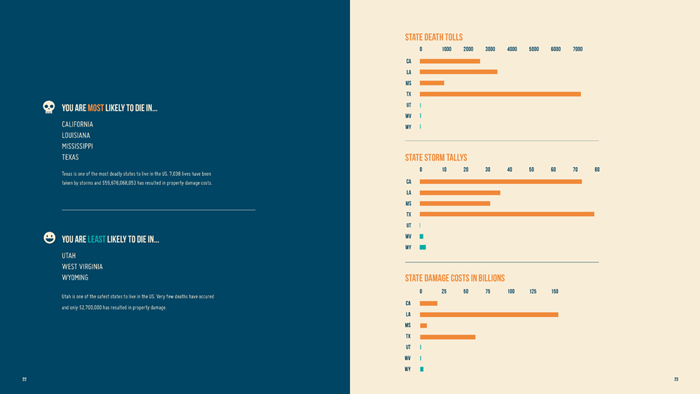 YOU ARE MOST LIKELY TO DIE IN...
CALIFORNIA
LOUISIANA
MISSISSIPPI
TEXAS
Texas is one of the most deadly states to live in the US. 7,038 lives have been
taken by storms and $59,678,068,853 has resulted in property damage costs.
YOU ARE LEAST LIKELY TO DIE IN...
UTAH
WEST VIRGINIA
WYOMING
Utah is one of the safest states to live in the US. Very few deaths have occured
and only $2,700,000 has resulted in property damage.
22
STATE DEATH TOLLS
0 1000 2000 3000 4000 5000 6000 7000
CA
LA
MS
TX
UT
WV
WY
STATE STORM TALLYS
0 10 20 30 40 50 60 70 80
CA
LA
MS
TX
UT
WV
WY
STATE DAMAGE COSTS IN BILLIONS
0 25 50 75 100 125 150
CA
LA
MS
TX
UT
WV
WY
23